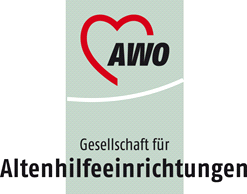 AWO
Gesellschaft für
Altenhilfeeinrichtungen